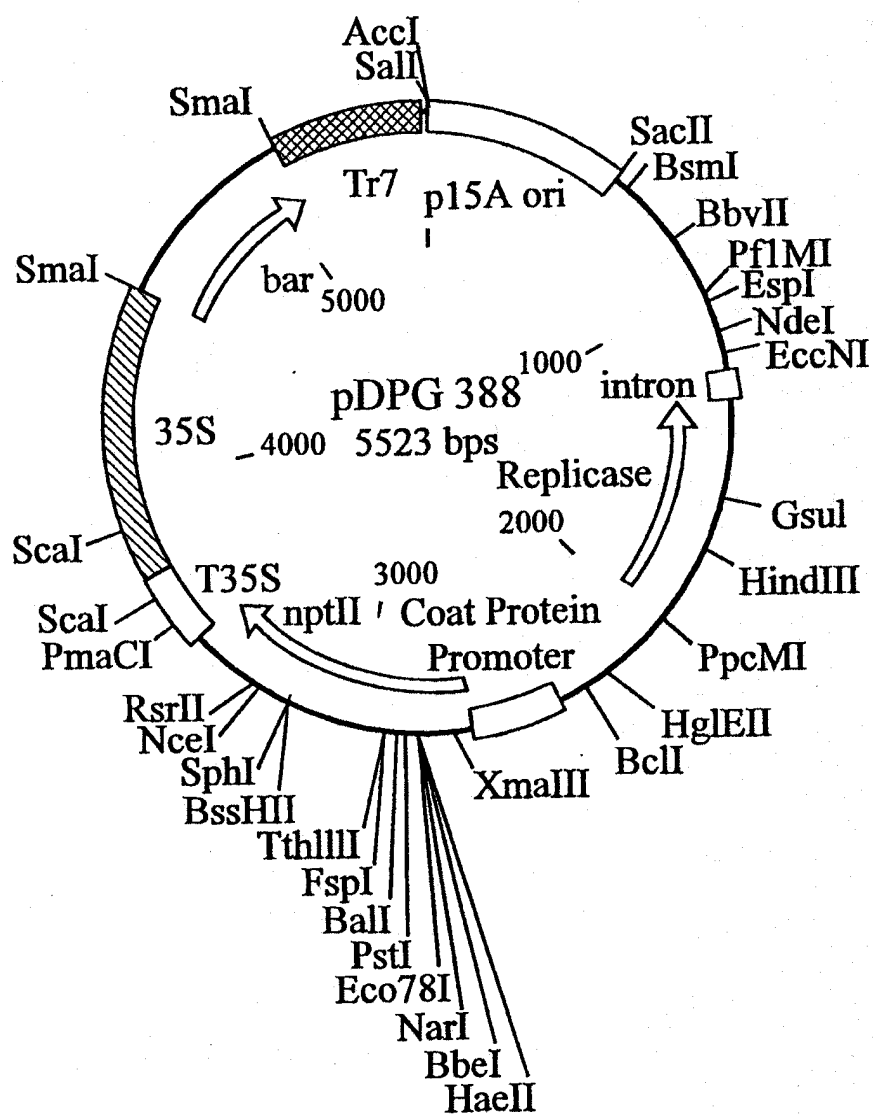 AccI
SalI
SmaI
SacII
BsmI
Tr7
p15A ori
BbvII
Pf1MI
SmaI
bar
EspI
5000
NdeI
EccNI
1000
intron
pDPG 388
35S
4000
5523 bps
Replicase
2000
GsuI
ScaI
T35S
3000
HindIII
nptII
Coat Protein
Promoter
ScaI
PmaCI
PpcMI
RsrII
NceI
HglEII
SphI
BclI
BssHII
XmaIII
TthlllI
FspI
BalI
PstI
Eco78I
NarI
BbeI
HaeII